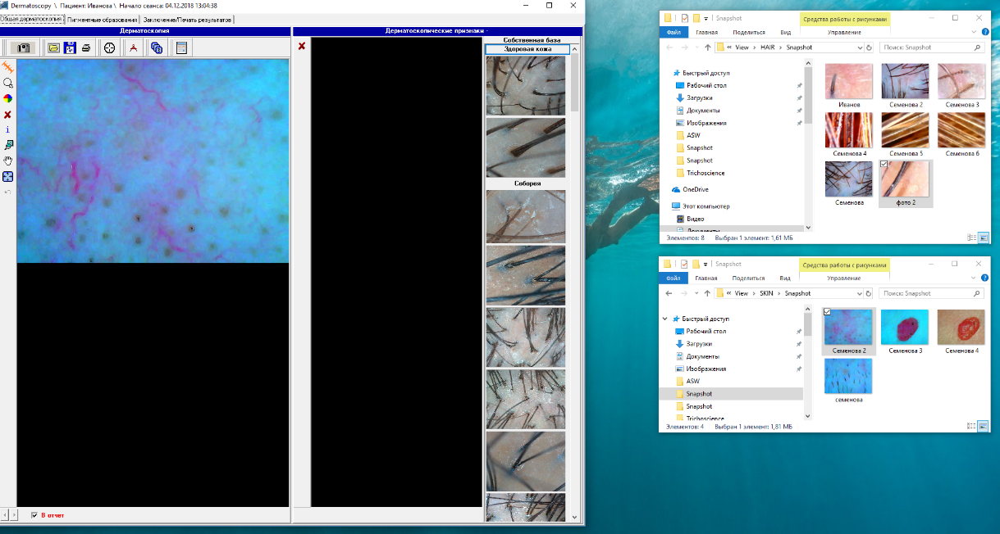 Dermatoscopy \ Пациент: Иванова \ Начало сеанса: 04.12.2018 13:04:38
Общая дерматоскопия Пигментные образования Заключение/Печать результатов
Дерматоскопия
Дерматоскопические признаки -
Собственная база
Здоровая кожа
Себорея
В отчет
Snapshot
Средства работы с рисунками
Файл Главная Поделиться Вид Управление
« View › HAIR › Snapshot
Поиск: Snapshot
Быстрый доступ
Рабочий стол
Загрузки
Документы
Изображения
ASW
Snapshot
Snapshot
Trichoscience
OneDrive
Этот компьютер
Видео
Документы
Иванов Семенова 2 Семенова 3
Семенова 4 Семенова 5 Семенова 6
Семенова фото 2
Элементов: 8 Выбран 1 элемент: 1,61 МБ
Snapshot
Средства работы с рисунками
Файл Главная Поделиться Вид Управление
« View › SKIN › Snapshot
Поиск: Snapshot
Быстрый доступ
Рабочий стол
Загрузки
Документы
Изображения
ASW
Snapshot
Snapshot
Trichoscience
Семенова 2 Семенова 3 Семенова 4
семенова
Элементов: 4 Выбран 1 элемент: 1,81 МБ